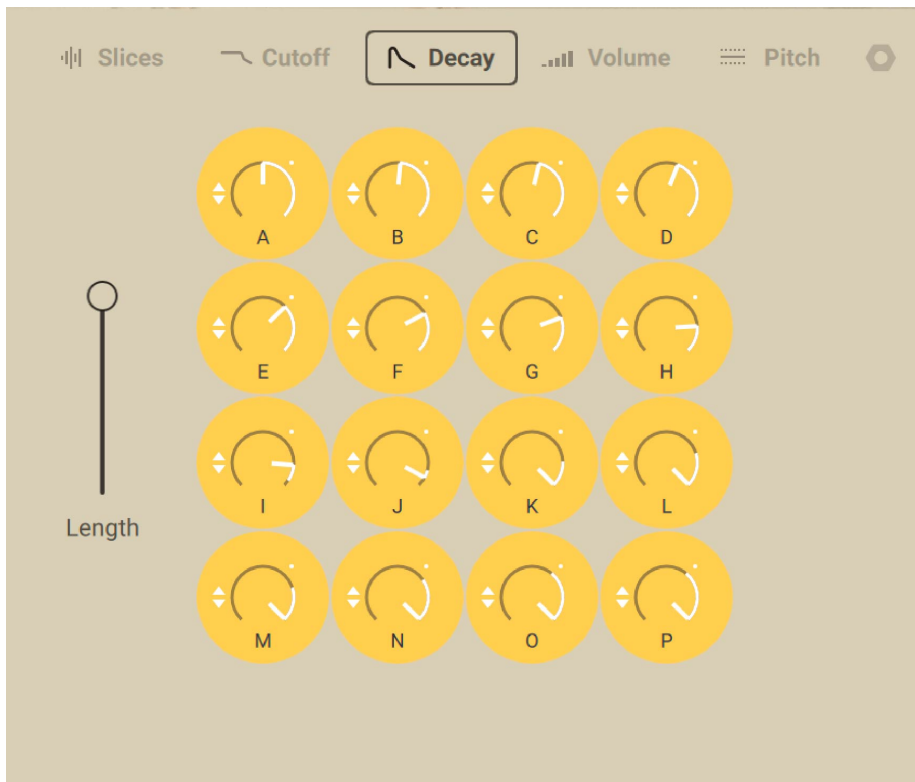 Slices Cutoff Decay Volume Pitch
A B C D
E F G H
I J K L
Length
M N O P